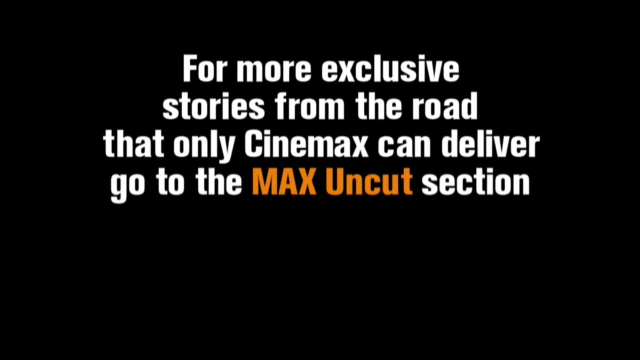 For more exclusive
stories from the road
that only Cinemax can deliver
go to the MAX Uncut section